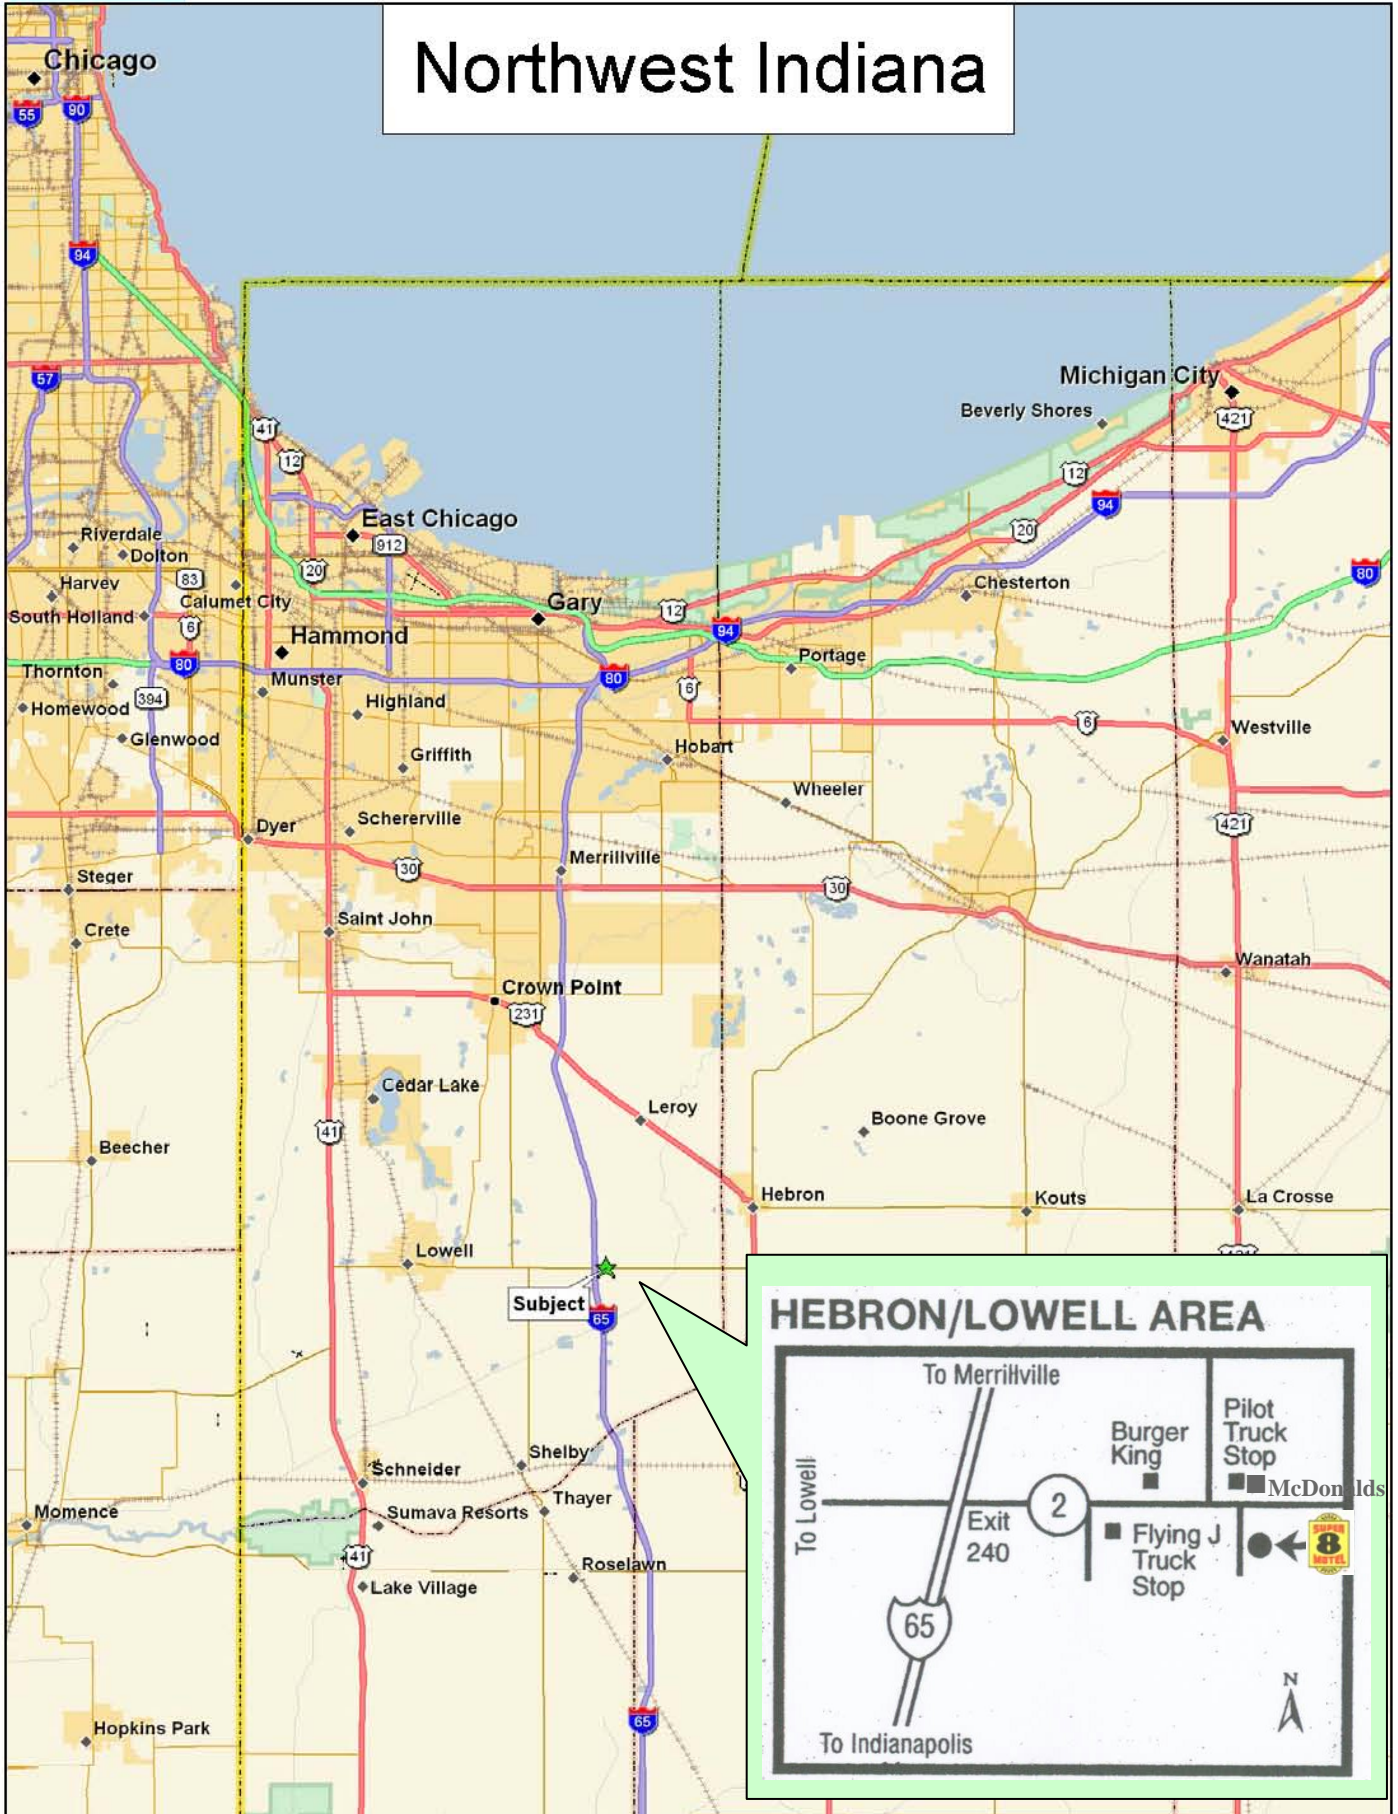 Northwest Indiana
Chicago
55
90
94
57
Michigan City
Beverly Shores
421
41
12
12
94
East Chicago
912
20
20
Riverdale
Dolton
Harvey
83
Calumet City
South Holland
6
Chesterton
80
Gary
12
94
Hammond
80
Thornton
394
Munster
80
Portage
6
Homewood
Highland
Glenwood
6
Westville
Griffith
Hobart
Wheeler
Dyer
Schererville
421
Merrillville
30
30
Steger
Saint John
Crete
Wanatah
Crown Point
231
Cedar Lake
Leroy
Boone Grove
41
Beecher
Hebron
Kouts
La Crosse
Lowell
Subject
65
Shelby
Schneider
Thayer
Momence
Sumava Resorts
41
Roselawn
Lake Village
65
Hopkins Park
HEBRON/LOWELL AREA
To Merrillville
Burger
King
Pilot
Truck
Stop
McDonalds
To Lowell
2
Exit
240
Flying J
Truck
Stop
SUPER
8
MOTEL
65
N
To Indianapolis